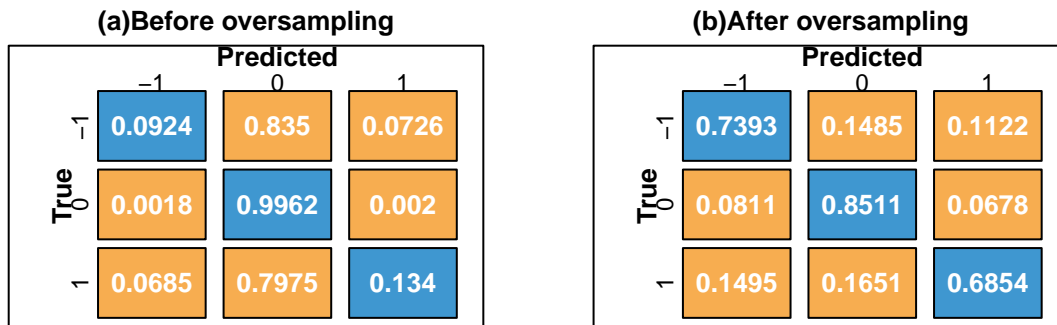 (a)Before oversampling
Predicted
−1 0 1
True
−1 0.0924 0.835 0.0726
0 0.0018 0.9962 0.002
1 0.0685 0.7975 0.134
(b)After oversampling
Predicted
−1 0 1
True
−1 0.7393 0.1485 0.1122
0 0.0811 0.8511 0.0678
1 0.1495 0.1651 0.6854